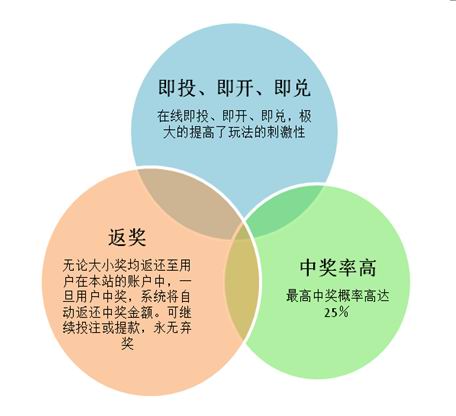 即投、即开、即兑
在线即投、即开、即兑，极
大的提高了玩法的刺激性
返奖
无论大小奖均返还至用
户在本站的账户中，一
旦用户中奖，系统将自
动返还中奖金额。可继
续投注或提款，永无弃
奖
中奖率高
最高中奖概率高达
25%